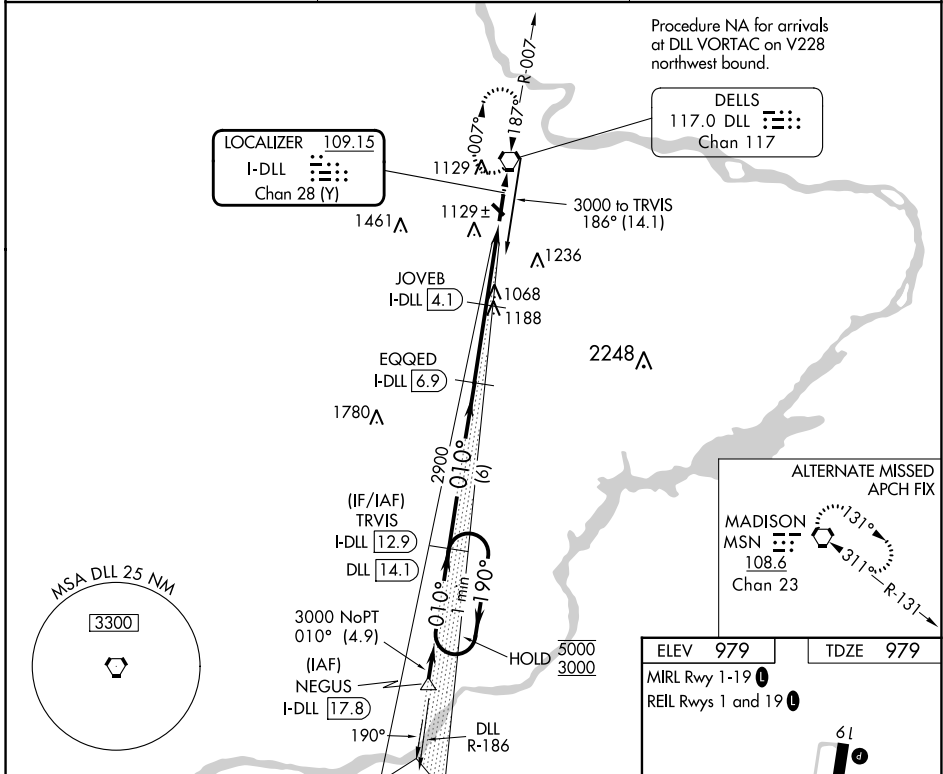 Procedure NA for arrivals
at DLL VORTAC on V228
northwest bound.
R-007
DELLS
117.0 DLL
Chan 117
007°
187°
LOCALIZER 109.15
I-DLL
Chan 28 (Y)
1129
1129±
1461
3000 to TRVIS
186° (14.1)
1236
JOVEB
I-DLL 4.1
1068
1188
2248
EQQED
I-DLL 6.9
1780
2900
010°
(6)
(IF/IAF)
TRVIS
I-DLL 12.9
DLL 14.1
010°
1 min
190°
ALTERNATE MISSED
APCH FIX
MADISON
MSN
108.6
Chan 23
131°
311°
R-131
MSA DLL 25 NM
3300
3000 NoPT
010° (4.9)
(IAF)
NEGUS
I-DLL 17.8
HOLD
5000
3000
190°
DLL
R-186
ELEV 979
TDZE 979
MIRL Rwy 1-19 L
REIL Rwys 1 and 19 L
19
P